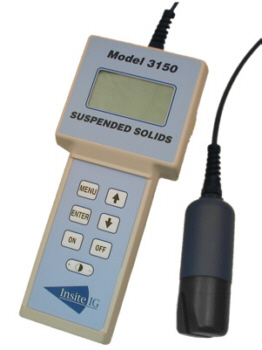 Model 3150
SUSPENDED SOLIDS
MENU
ENTER
ON OFF
Insite IG